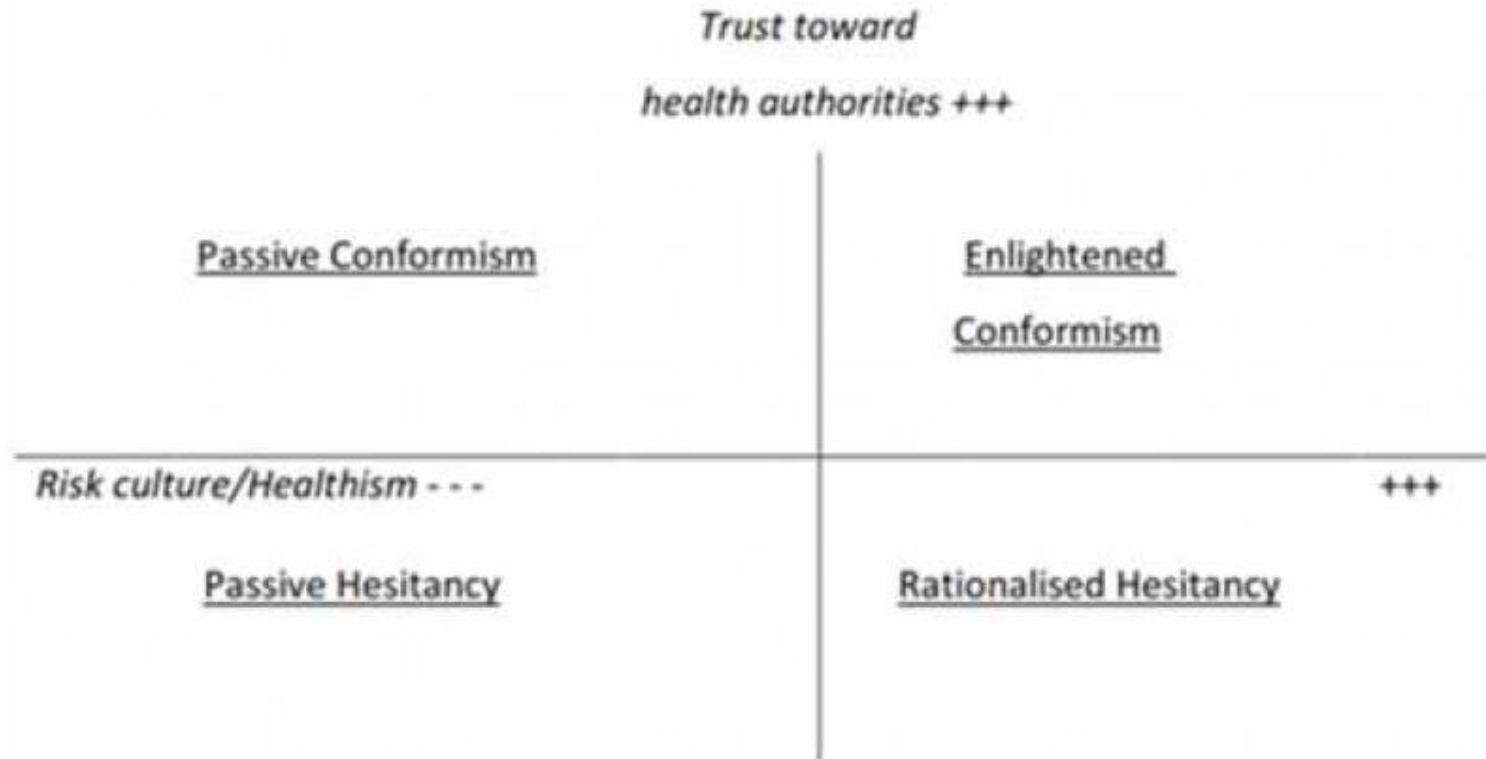 Trust toward
health authorities +++
Passive Conformism
Enlightened
Conformism
Risk culture/Healthism - - -
+++
Passive Hesitancy
Rationalised Hesitancy